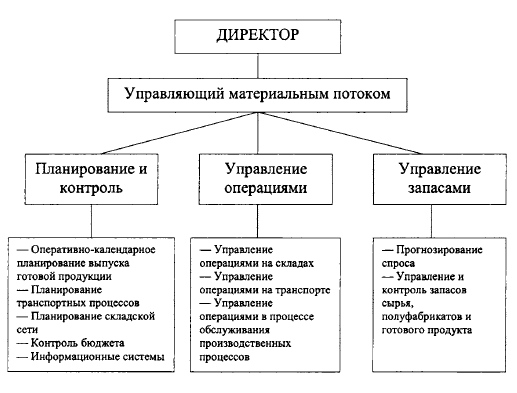 ДИРЕКТОР
Управляющий материальным потоком
Планирование и
контроль
Управление
операциями
Управление
запасами
— Оперативно-календарное
планирование выпуска
готовой продукции
— Планирование
транспортных процессов
— Планирование складской
сети
— Контроль бюджета
— Информационные системы
— Управление
операциями на складах
— Управление
операциями на транспорте
— Управление
операциями в процессе
обслуживания
производственных
процессов
— Прогнозирование
спроса
— Управление и
контроль запасов
сырья,
полуфабрикатов и
готового продукта